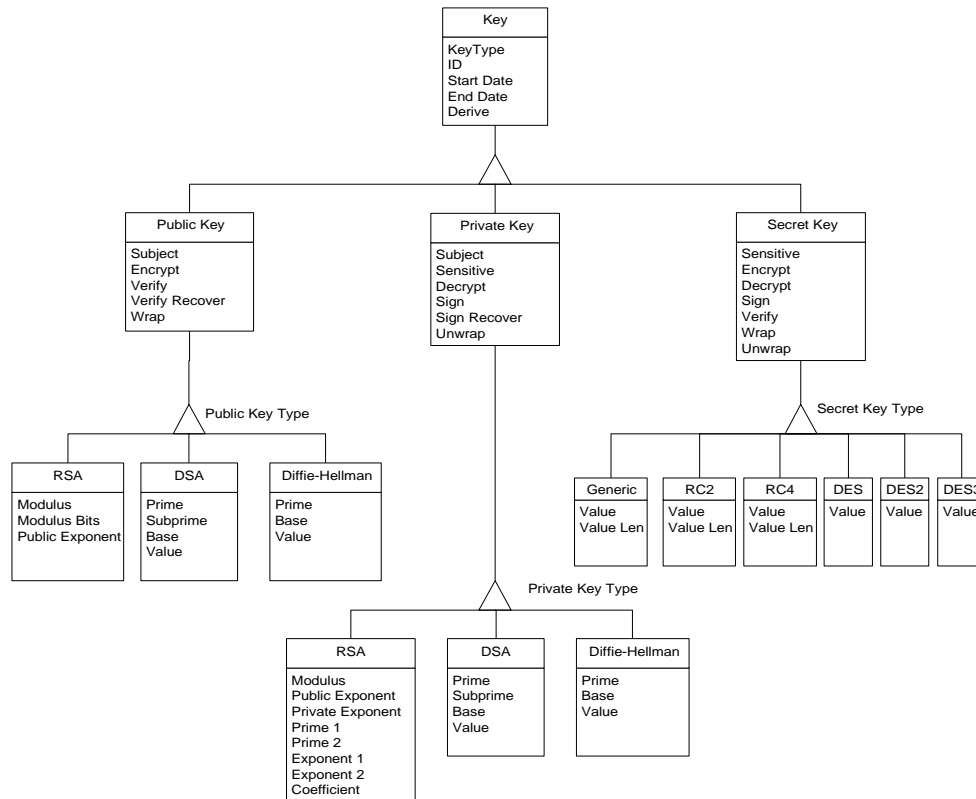 Key
KeyType
ID
Start Date
End Date
Derive
Public Key
Subject
Encrypt
Verify
Verify Recover
Wrap
Private Key
Subject
Sensitive
Decrypt
Sign
Sign Recover
Unwrap
Secret Key
Sensitive
Encrypt
Decrypt
Sign
Verify
Wrap
Unwrap
Public Key Type
RSA
Modulus
Modulus Bits
Public Exponent
DSA
Prime
Subprime
Base
Value
Diffie-Hellman
Prime
Base
Value
Secret Key Type
Generic
Value
Value Len
RC2
Value
Value Len
RC4
Value
Value Len
DES
Value
DES2
Value
DES3
Value
Private Key Type
RSA
Modulus
Public Exponent
Private Exponent
Prime 1
Prime 2
Exponent 1
Exponent 2
Coefficient
DSA
Prime
Subprime
Base
Value
Diffie-Hellman
Prime
Base
Value